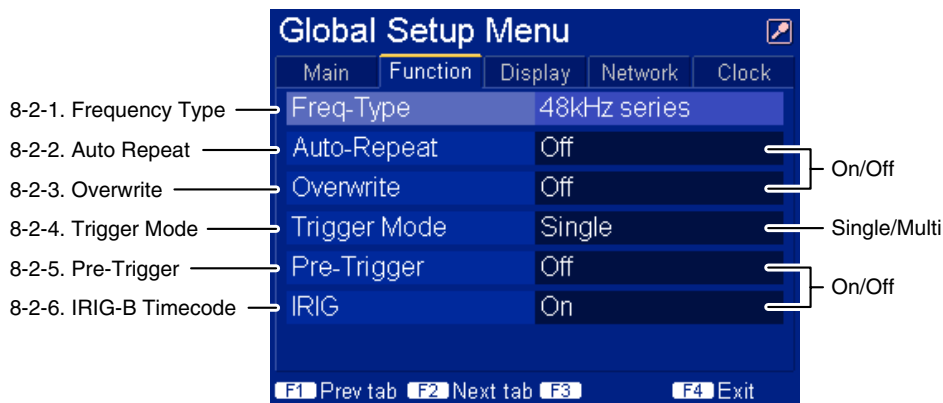 Global Setup Menu
Main Function Display Network Clock
8-2-1. Frequency Type Freq-Type 48kHz series
8-2-2. Auto Repeat Auto-Repeat Off
On/Off
8-2-3. Overwrite Overwrite Off
8-2-4. Trigger Mode Trigger Mode Single Single/Multi
8-2-5. Pre-Trigger Pre-Trigger Off
On/Off
8-2-6. IRIG-B Timecode IRIG On
F1 Prev tab F2 Next tab F3 F4 Exit